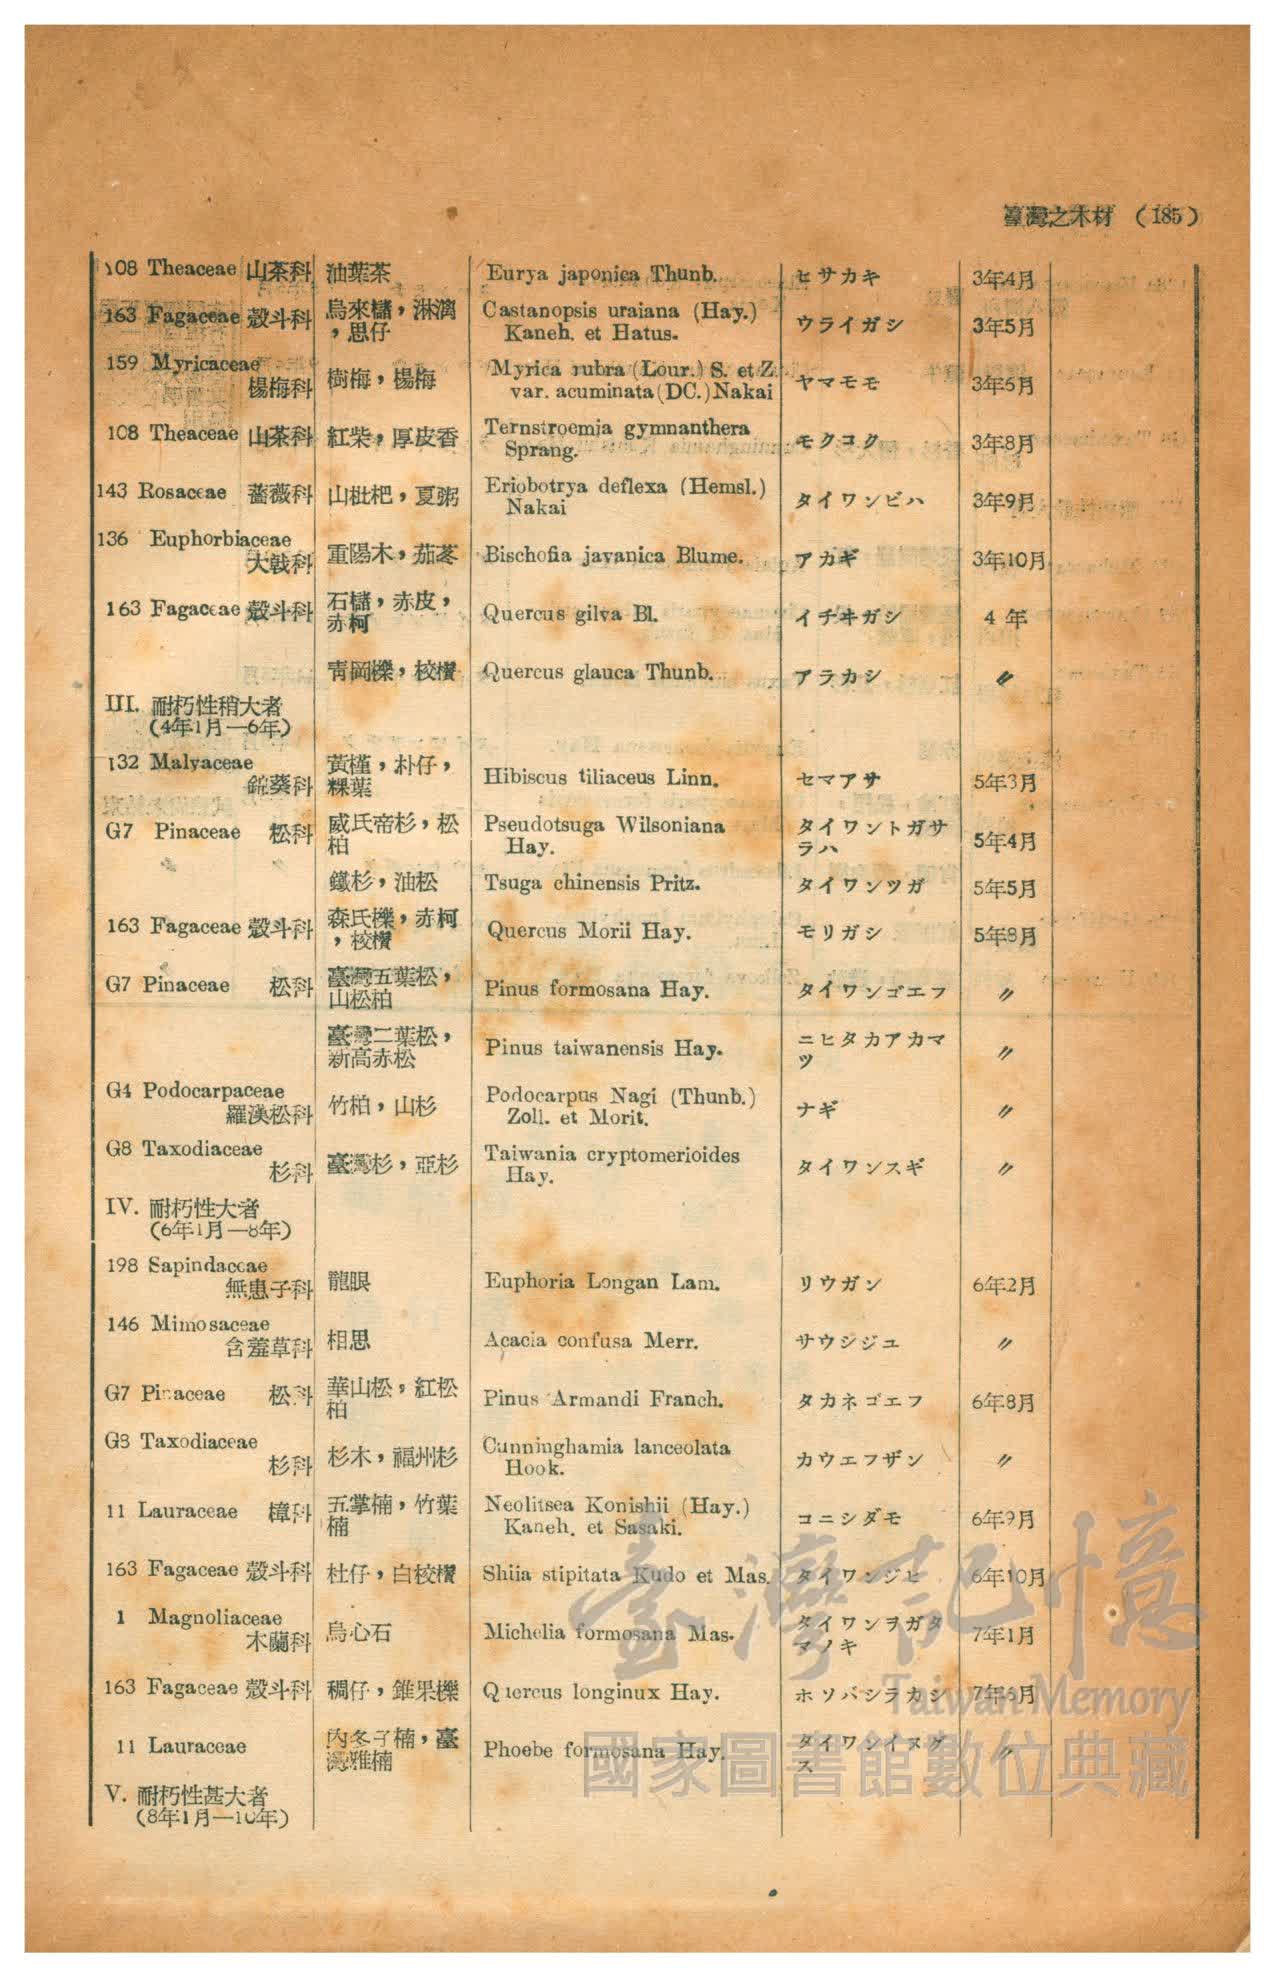 臺灣之木材 (185)
108 Theaceae 山茶科 油葉茶 Eurya japonica Thunb. ヒサカキ 3年4月
163 Fagaceae 殼斗科 烏來櫧，淋漓，思仔 Castanopsis uraiana (Hay.) Kaneh. et Hatus. ウライガシ 3年5月
159 Myricaceae 楊梅科 樹梅，楊梅 Myrica rubra (Lour.) S. et Z. var. acuminata (DC.) Nakai ヤマモモ 3年5月
108 Theaceae 山茶科 紅柴，厚皮香 Ternstroemia gymnanthera Sprang. モクコク 3年8月
143 Rosaceae 薔薇科 山枇杷，夏粥 Eriobotrya deflexa (Hemsl.) Nakai タイワンビハ 3年9月
136 Euphorbiaceae 大戟科 重陽木，茄苳 Bischofia javanica Blume. アカギ 3年10月
163 Fagaceae 殼斗科 石櫧，赤皮，赤柯 Quercus gilva Bl. イチヰガシ 4年
靑岡櫟，校欑 Quercus glauca Thunb. アラカシ 〃
III. 耐朽性稍大者
(4年1月—6年)
132 Malvaceae 錦葵科 黃槿，朴仔，粿葉 Hibiscus tiliaceus Linn. セマアサ 5年3月
G7 Pinaceae 松科 威氏帝杉，松柏 Pseudotsuga Wilsoniana Hay. タイワントガサラハ 5年4月
鐵杉，油松 Tsuga chinensis Pritz. タイワンツガ 5年5月
163 Fagaceae 殼斗科 森氏櫟，赤柯，校欑 Quercus Morii Hay. モリガシ 5年8月
G7 Pinaceae 松科 臺灣五葉松，山松柏 Pinus formosana Hay. タイワンゴエフ 〃
臺灣二葉松，新高赤松 Pinus taiwanensis Hay. ニヒタカアカマツ 〃
G4 Podocarpaceae 羅漢松科 竹柏，山杉 Podocarpus Nagi (Thunb.) Zoll. et Morit. ナギ 〃
G8 Taxodiaceae 杉科 臺灣杉，亞杉 Taiwania cryptomerioides Hay. タイワンスギ 〃
IV. 耐朽性大者
(6年1月—8年)
198 Sapindaceae 無患子科 龍眼 Euphoria Longan Lam. リウガン 6年2月
146 Mimosaceae 含羞草科 相思 Acacia confusa Merr. サウシジユ 〃
G7 Pinaceae 松科 華山松，紅松柏 Pinus Armandi Franch. タカネゴエフ 6年8月
G8 Taxodiaceae 杉科 杉木，福州杉 Cunninghamia lanceolata Hook. カウエフザン 〃
11 Lauraceae 樟科 五掌楠，竹葉楠 Neolitsea Konishii (Hay.) Kaneh. et Sasaki. コニシダモ 6年9月
163 Fagaceae 殼斗科 杜仔，白校欑 Shiia stipitata Kudo et Mas. タイワンジヒ 6年10月
1 Magnoliaceae 木蘭科 烏心石 Michelia formosana Mas. タイワンヲガタマノキ 7年1月
163 Fagaceae 殼斗科 稠仔，錐果櫟 Quercus longinux Hay. ホソバシラカシ 7年6月
11 Lauraceae 內冬子楠，臺灣雅楠 Phoebe formosana Hay. タイワンイヌグス 〃
V. 耐朽性甚大者
(8年1月—10年)
臺灣記憶
Taiwan Memory
國家圖書館數位典藏